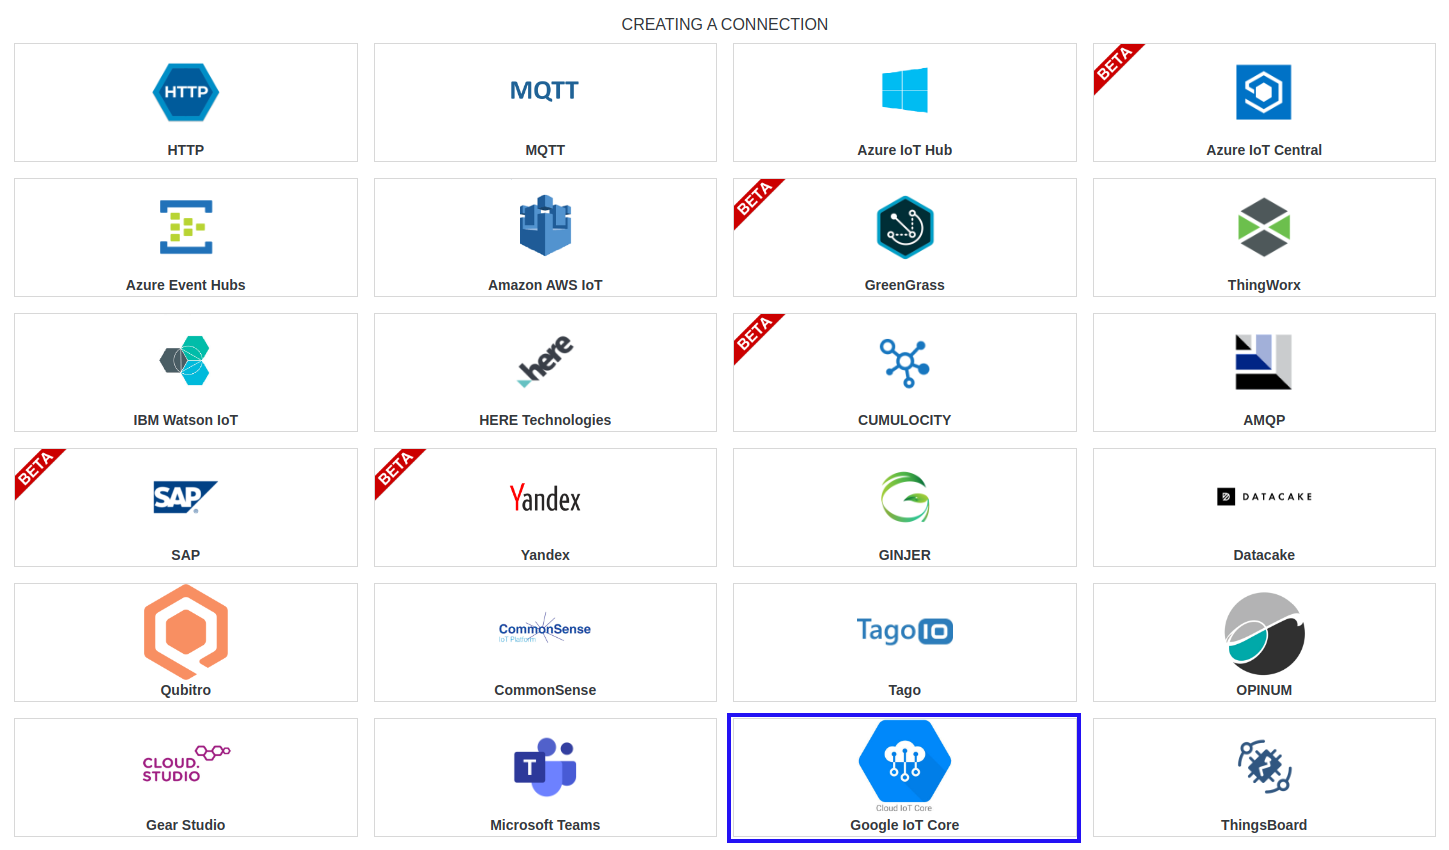 CREATING A CONNECTION
HTTP
HTTP
MQTT
MQTT
Azure IoT Hub
BETA
Azure IoT Central
Azure Event Hubs
Amazon AWS IoT
BETA
GreenGrass
ThingWorx
IBM Watson IoT
here
HERE Technologies
BETA
CUMULOCITY
AMQP
BETA
SAP
SAP
BETA
Yandex
Yandex
GINJER
DATACAKE
Datacake
Qubitro
CommonSense
IoT Platform
CommonSense
TagoIO
Tago
OPINUM
CLOUD.
STUDIO
Gear Studio
T
Microsoft Teams
Cloud IoT Core
Google IoT Core
ThingsBoard